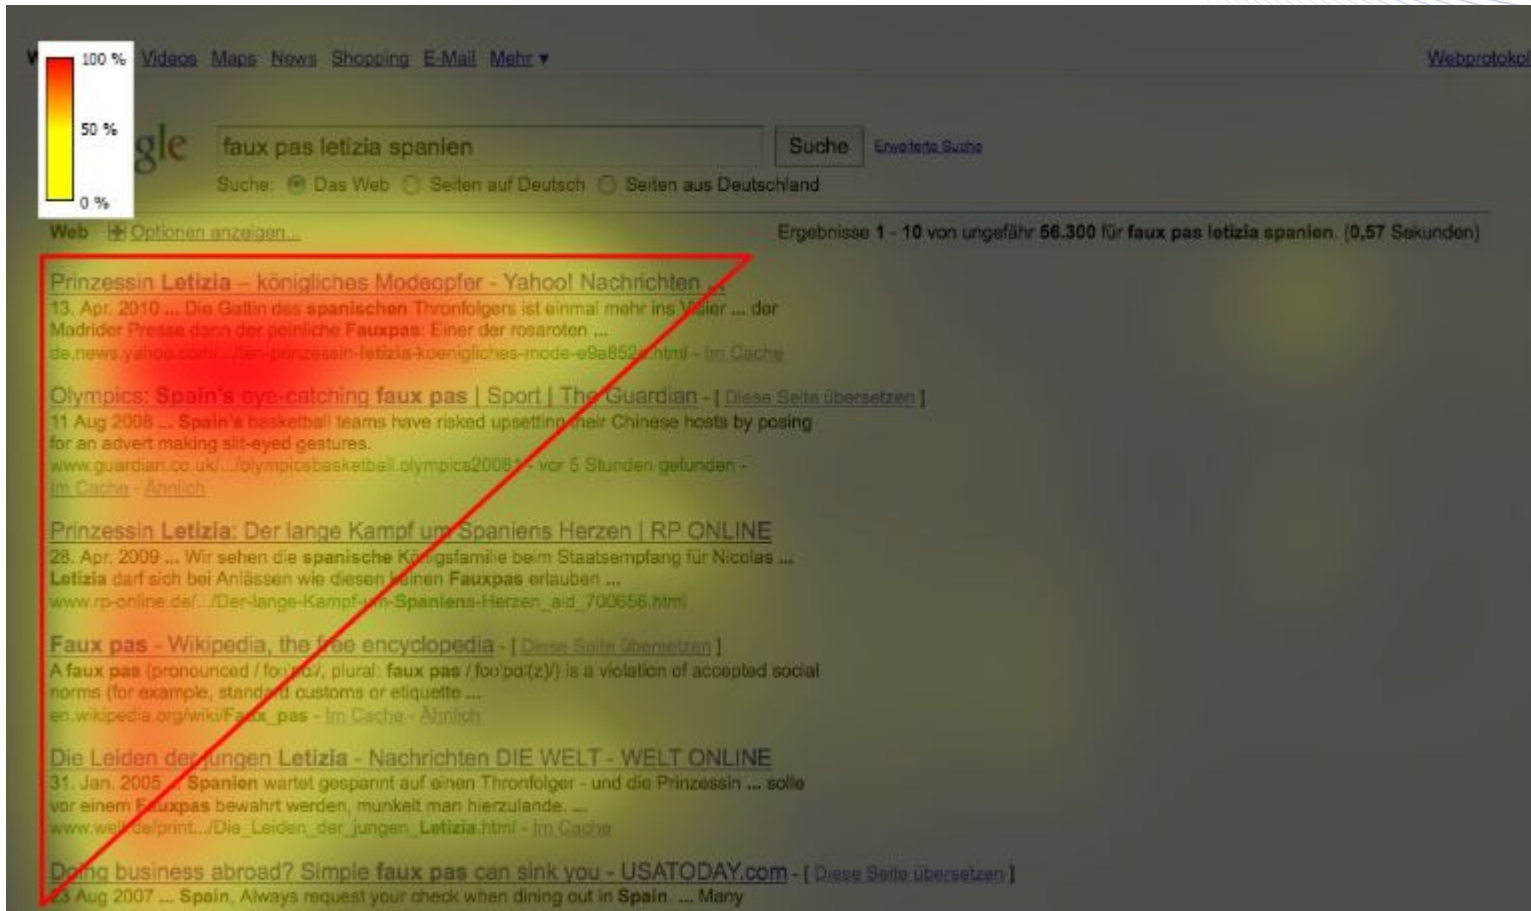 100 %
50 %
0 %
Videos Maps News Shopping E-Mail Mehr ▼
Webprotokol
gle
faux pas letizia spanien
Suche
Erweiterte Suche
Suche: Das Web Seiten auf Deutsch Seiten aus Deutschland
Web Optionen anzeigen...
Ergebnisse 1 - 10 von ungefähr 56.300 für faux pas letizia spanien. (0,57 Sekunden)
Prinzessin Letizia – königliches Modeopfer - Yahoo! Nachrichten ...
13. Apr. 2010 ... Die Gattin des spanischen Thronfolgers ist einmal mehr ins Visier ... der
Madrider Presse dann der peinliche Fauxpas: Einer der rosaroten ...
de.news.yahoo.com/.../ten-prinzessin-letizia-koenigliches-mode-e9a852 .html - Im Cache
Olympics: Spain's eye-catching faux pas | Sport | The Guardian - [ Diese Seite übersetzen ]
11 Aug 2008 ... Spain's basketball teams have risked upsetting their Chinese hosts by posing
for an advert making slit-eyed gestures.
www.guardian.co.uk/.../olympicsbasketball.olympics20081 - vor 5 Stunden gefunden -
Im Cache - Ähnlich
Prinzessin Letizia: Der lange Kampf um Spaniens Herzen | RP ONLINE
28. Apr. 2009 ... Wir sehen die spanische Königsfamilie beim Staatsempfang für Nicolas ...
Letizia darf sich bei Anlässen wie diesen keinen Fauxpas erlauben ...
www.rp-online.de/.../Der-lange-Kampf-um-Spaniens-Herzen_aid_700656.html
Faux pas - Wikipedia, the free encyclopedia - [ Diese Seite übersetzen ]
A faux pas (pronounced /foʊˈpɑː/, plural: faux pas /foʊˈpɑː(z)/) is a violation of accepted social
norms (for example, standard customs or etiquette ...
en.wikipedia.org/wiki/Faux_pas - Im Cache - Ähnlich
Die Leiden der jungen Letizia - Nachrichten DIE WELT - WELT ONLINE
31. Jan. 2005 ... Spanien wartet gespannt auf einen Thronfolger - und die Prinzessin ... solle
vor einem Fauxpas bewahrt werden, munkelt man hierzulande. ...
www.welt.de/print.../Die_Leiden_der_jungen_Letizia.html - Im Cache
Doing business abroad? Simple faux pas can sink you - USATODAY.com - [ Diese Seite übersetzen ]
23 Aug 2007 ... Spain, Always request your check when dining out in Spain. ... Many